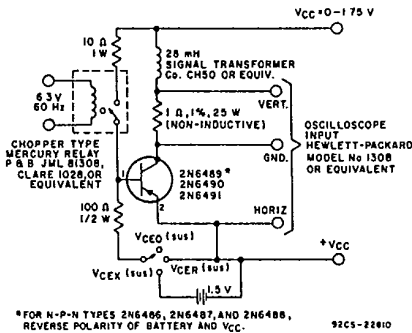 VCC=0-1.75 V
10 Ω
1 W
28 mH
SIGNAL TRANSFORMER
Co. CH50 OR EQUIV.
6.3 V
60 Hz
VERT.
1 Ω, 1%, 25 W
(NON-INDUCTIVE)
OSCILLOSCOPE
INPUT
HEWLETT-PACKARD
MODEL No 130B
OR EQUIVALENT
GND.
CHOPPER TYPE
MERCURY RELAY
P & B JML 81308,
CLARE 1028, OR
EQUIVALENT
1
2N6489*
2N6490
2N6491
2
HORIZ
100 Ω
1/2 W
VCEO (sus)
+VCC
VCEX (sus)
VCER (sus)
1.5 V
*FOR N-P-N TYPES 2N6486, 2N6487, AND 2N6488,
REVERSE POLARITY OF BATTERY AND VCC.
92CS-22810